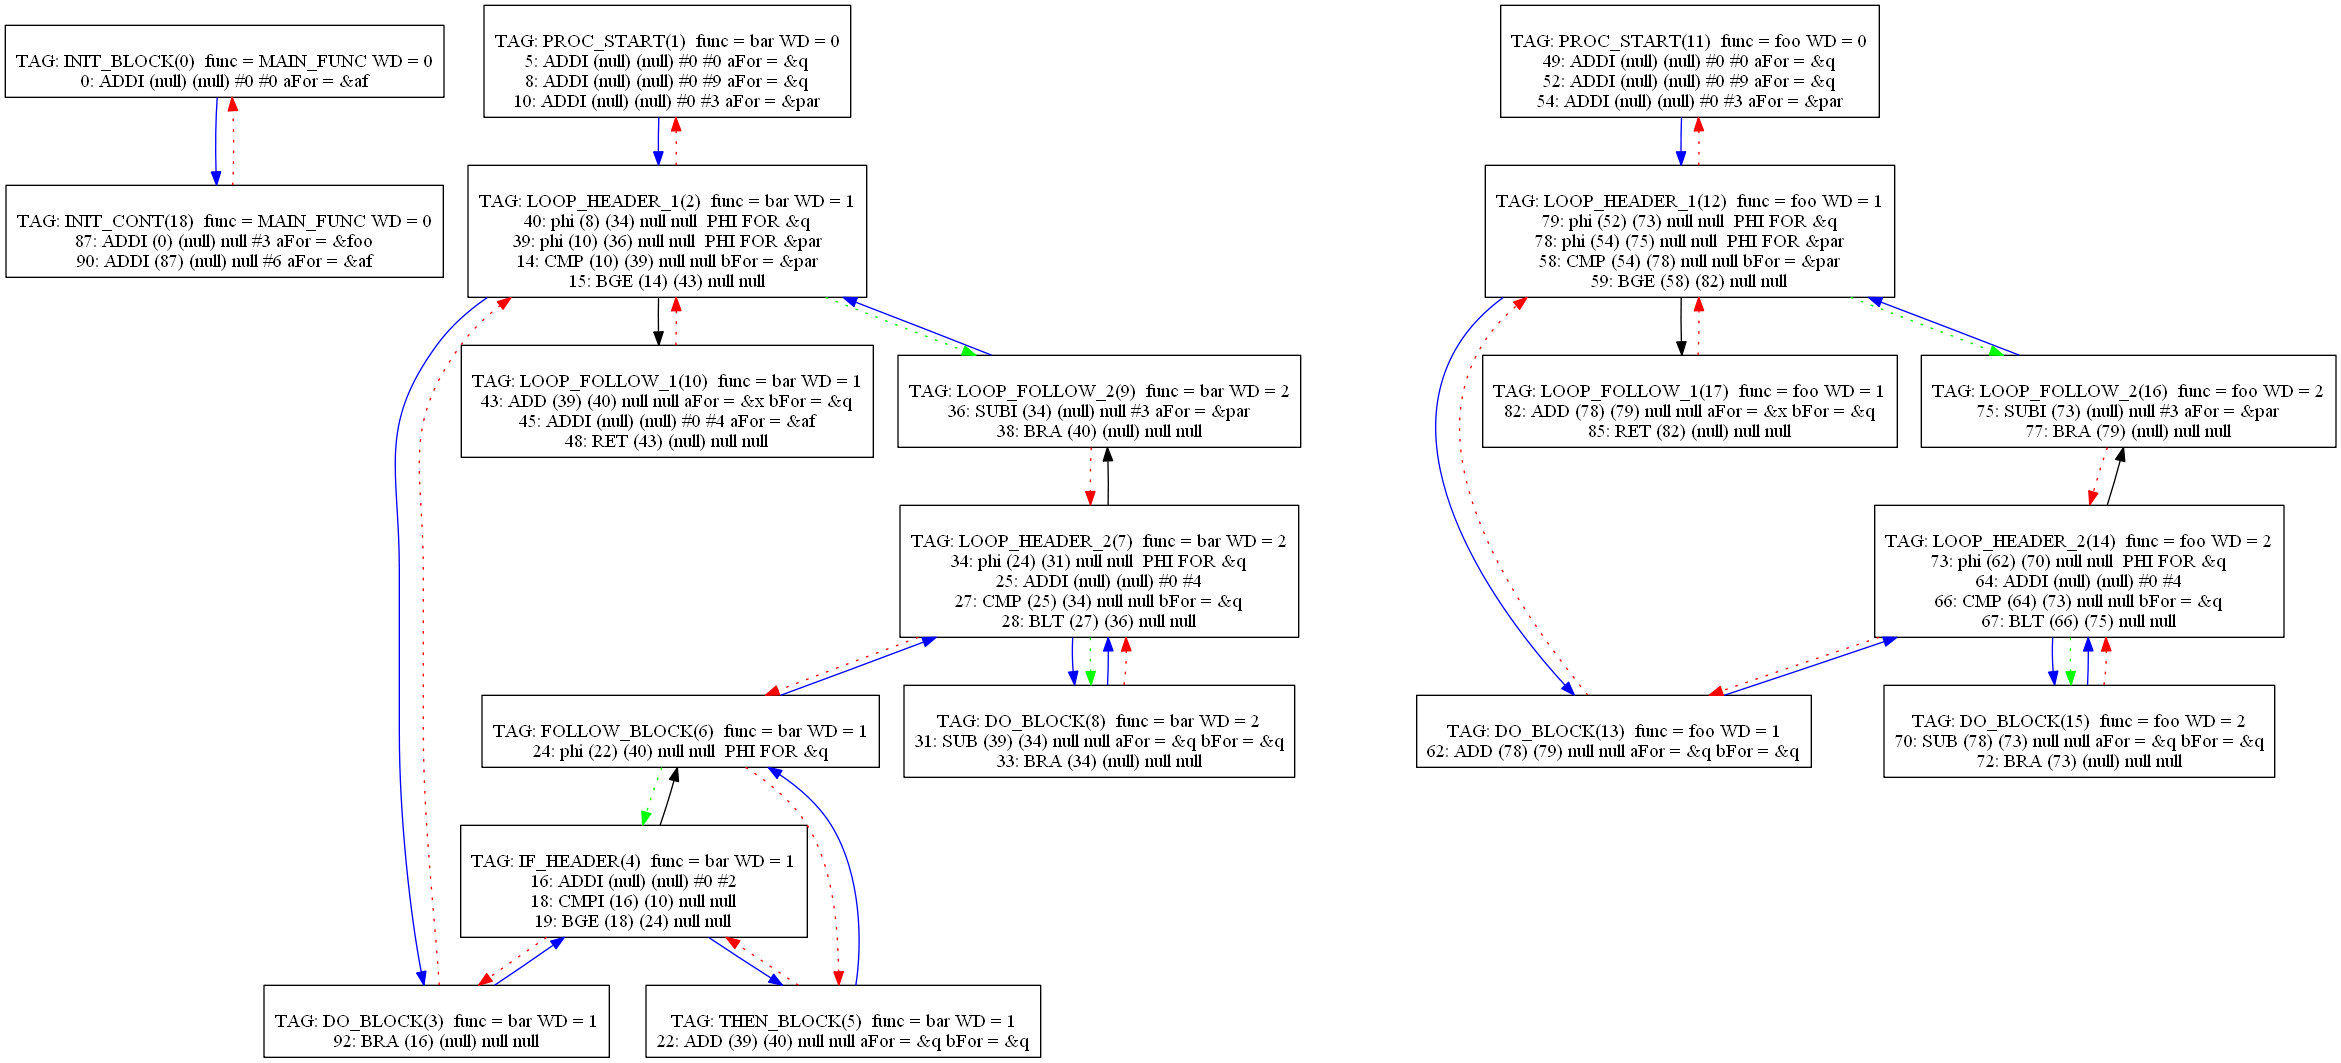 TAG: INIT_BLOCK(0) func = MAIN_FUNC WD = 0
0: ADDI (null) (null) #0 #0 aFor = &af
TAG: INIT_CONT(18) func = MAIN_FUNC WD = 0
87: ADDI (0) (null) null #3 aFor = &foo
90: ADDI (87) (null) null #6 aFor = &af
TAG: PROC_START(1) func = bar WD = 0
5: ADDI (null) (null) #0 #0 aFor = &q
8: ADDI (null) (null) #0 #9 aFor = &q
10: ADDI (null) (null) #0 #3 aFor = &par
TAG: LOOP_HEADER_1(2) func = bar WD = 1
40: phi (8) (34) null null PHI FOR &q
39: phi (10) (36) null null PHI FOR &par
14: CMP (10) (39) null null bFor = &par
15: BGE (14) (43) null null
TAG: LOOP_FOLLOW_1(10) func = bar WD = 1
43: ADD (39) (40) null null aFor = &x bFor = &q
45: ADDI (null) (null) #0 #4 aFor = &af
48: RET (43) (null) null null
TAG: LOOP_FOLLOW_2(9) func = bar WD = 2
36: SUBI (34) (null) null #3 aFor = &par
38: BRA (40) (null) null null
TAG: LOOP_HEADER_2(7) func = bar WD = 2
34: phi (24) (31) null null PHI FOR &q
25: ADDI (null) (null) #0 #4
27: CMP (25) (34) null null bFor = &q
28: BLT (27) (36) null null
TAG: FOLLOW_BLOCK(6) func = bar WD = 1
24: phi (22) (40) null null PHI FOR &q
TAG: DO_BLOCK(8) func = bar WD = 2
31: SUB (39) (34) null null aFor = &q bFor = &q
33: BRA (34) (null) null null
TAG: IF_HEADER(4) func = bar WD = 1
16: ADDI (null) (null) #0 #2
18: CMPI (16) (10) null null
19: BGE (18) (24) null null
TAG: DO_BLOCK(3) func = bar WD = 1
92: BRA (16) (null) null null
TAG: THEN_BLOCK(5) func = bar WD = 1
22: ADD (39) (40) null null aFor = &q bFor = &q
TAG: PROC_START(11) func = foo WD = 0
49: ADDI (null) (null) #0 #0 aFor = &q
52: ADDI (null) (null) #0 #9 aFor = &q
54: ADDI (null) (null) #0 #3 aFor = &par
TAG: LOOP_HEADER_1(12) func = foo WD = 1
79: phi (52) (73) null null PHI FOR &q
78: phi (54) (75) null null PHI FOR &par
58: CMP (54) (78) null null bFor = &par
59: BGE (58) (82) null null
TAG: LOOP_FOLLOW_1(17) func = foo WD = 1
82: ADD (78) (79) null null aFor = &x bFor = &q
85: RET (82) (null) null null
TAG: LOOP_FOLLOW_2(16) func = foo WD = 2
75: SUBI (73) (null) null #3 aFor = &par
77: BRA (79) (null) null null
TAG: LOOP_HEADER_2(14) func = foo WD = 2
73: phi (62) (70) null null PHI FOR &q
64: ADDI (null) (null) #0 #4
66: CMP (64) (73) null null bFor = &q
67: BLT (66) (75) null null
TAG: DO_BLOCK(13) func = foo WD = 1
62: ADD (78) (79) null null aFor = &q bFor = &q
TAG: DO_BLOCK(15) func = foo WD = 2
70: SUB (78) (73) null null aFor = &q bFor = &q
72: BRA (73) (null) null null